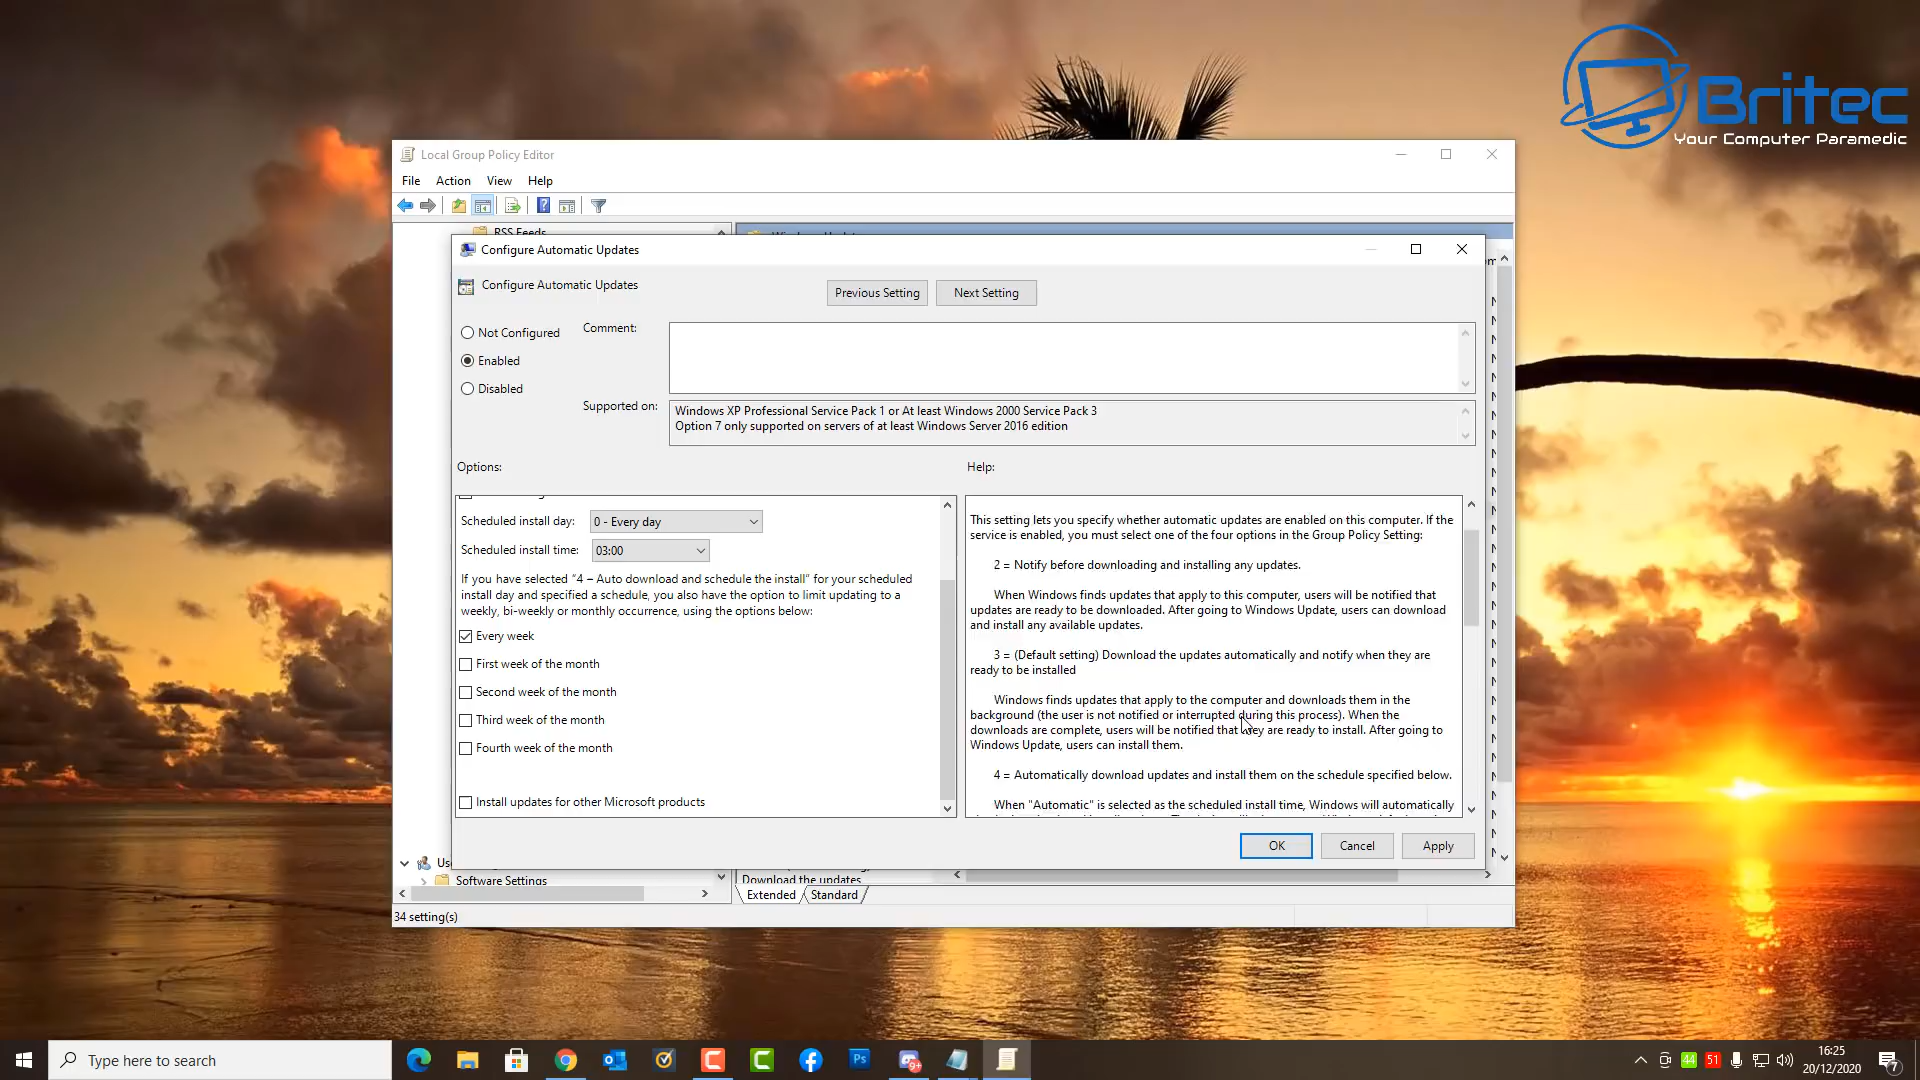 Britec
Your Computer Paramedic
Local Group Policy Editor
File Action View Help
RSS Feeds
Configure Automatic Updates
Configure Automatic Updates
Previous Setting Next Setting
Not Configured
Enabled
Disabled
Comment:
Supported on:
Windows XP Professional Service Pack 1 or At least Windows 2000 Service Pack 3
Option 7 only supported on servers of at least Windows Server 2016 edition
Options:
Help:
Scheduled install day: 0 - Every day
Scheduled install time: 03:00
If you have selected “4 – Auto download and schedule the install” for your scheduled
install day and specified a schedule, you also have the option to limit updating to a
weekly, bi-weekly or monthly occurrence, using the options below:
Every week
First week of the month
Second week of the month
Third week of the month
Fourth week of the month
Install updates for other Microsoft products
This setting lets you specify whether automatic updates are enabled on this computer. If the
service is enabled, you must select one of the four options in the Group Policy Setting:
2 = Notify before downloading and installing any updates.
When Windows finds updates that apply to this computer, users will be notified that
updates are ready to be downloaded. After going to Windows Update, users can download
and install any available updates.
3 = (Default setting) Download the updates automatically and notify when they are
ready to be installed
Windows finds updates that apply to the computer and downloads them in the
background (the user is not notified or interrupted during this process). When the
downloads are complete, users will be notified that they are ready to install. After going to
Windows Update, users can install them.
4 = Automatically download updates and install them on the schedule specified below.
When "Automatic" is selected as the scheduled install time, Windows will automatically
OK Cancel Apply
Software Settings
Download the updates
Extended Standard
34 setting(s)
Type here to search
Ps
9+
44 51
16:25
20/12/2020
7